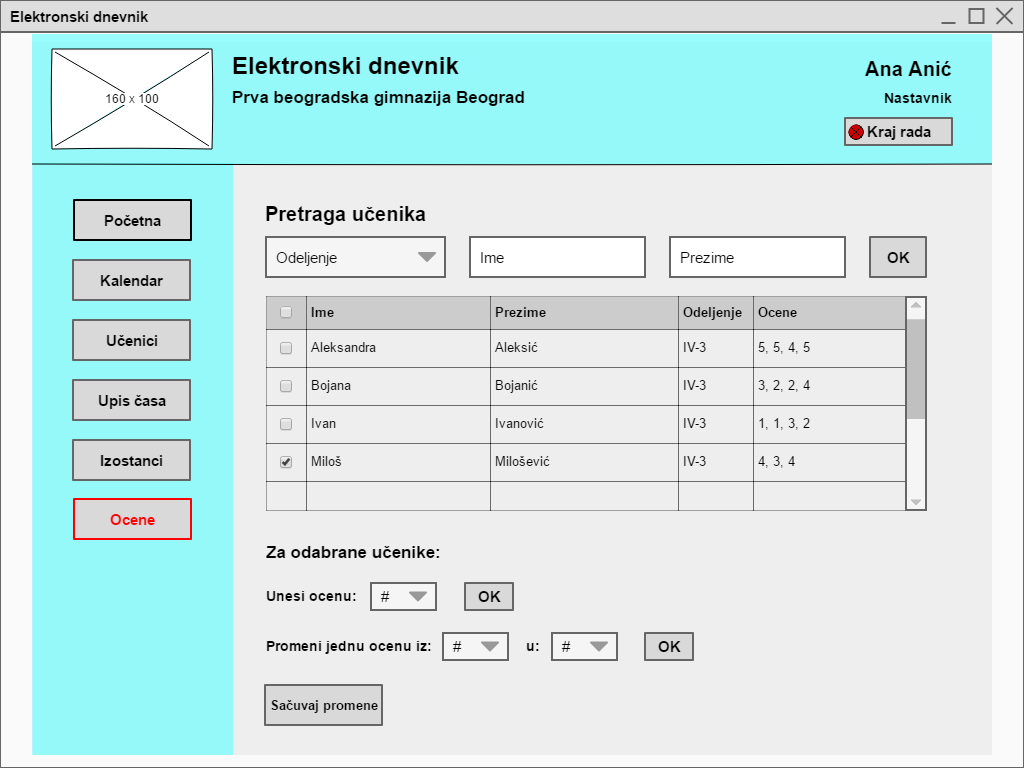 Elektronski dnevnik
160 x 100
Elektronski dnevnik
Prva beogradska gimnazija Beograd
Ana Anić
Nastavnik
Kraj rada
Početna
Kalendar
Učenici
Upis časa
Izostanci
Ocene
Pretraga učenika
Odeljenje Ime Prezime OK
Ime Prezime Odeljenje Ocene
Aleksandra Aleksić IV-3 5, 5, 4, 5
Bojana Bojanić IV-3 3, 2, 2, 4
Ivan Ivanović IV-3 1, 1, 3, 2
Miloš Milošević IV-3 4, 3, 4
Za odabrane učenike:
Unesi ocenu: # OK
Promeni jednu ocenu iz: # u: # OK
Sačuvaj promene